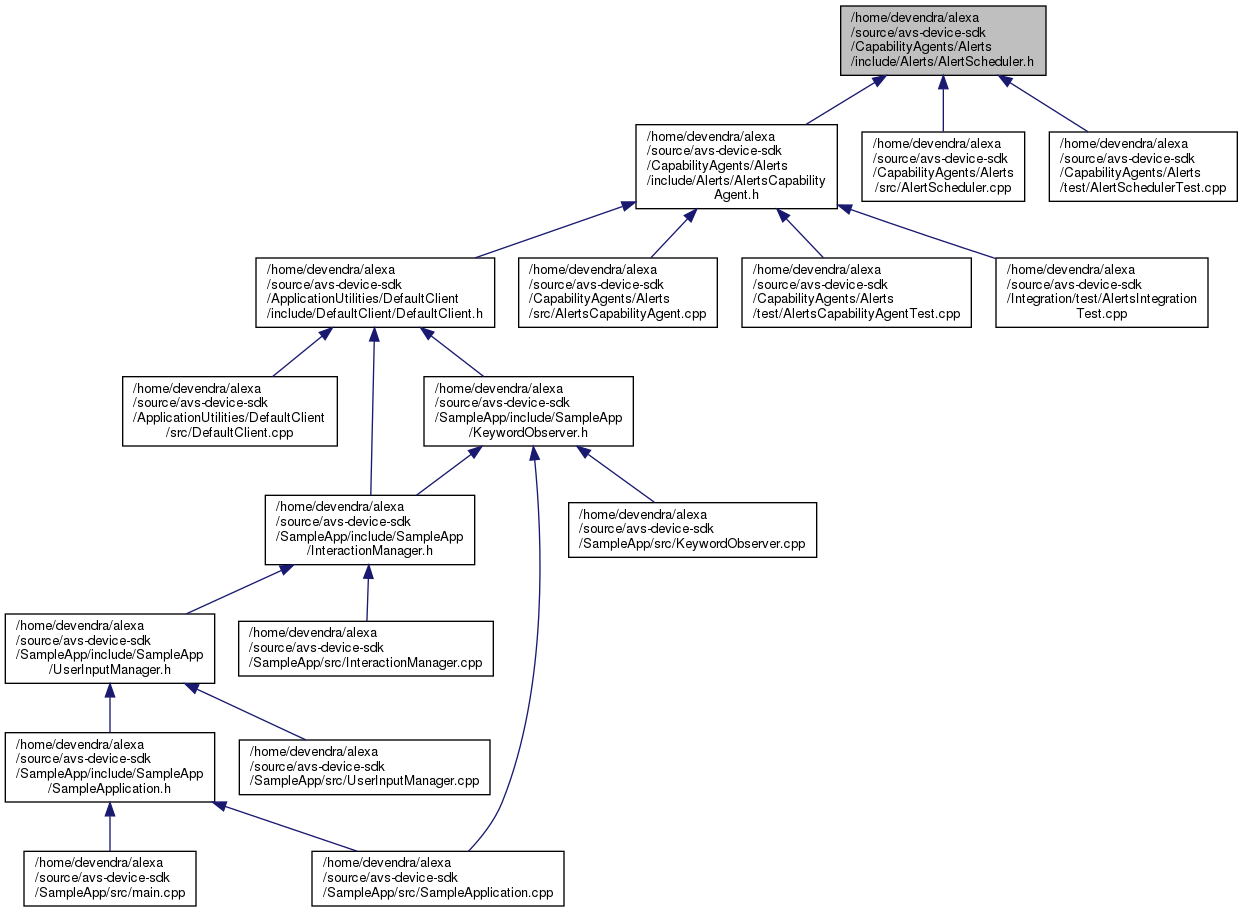 /home/devendra/alexa
/source/avs-device-sdk
/CapabilityAgents/Alerts
/include/Alerts/AlertScheduler.h
/home/devendra/alexa
/source/avs-device-sdk
/CapabilityAgents/Alerts
/include/Alerts/AlertsCapability
Agent.h
/home/devendra/alexa
/source/avs-device-sdk
/CapabilityAgents/Alerts
/src/AlertScheduler.cpp
/home/devendra/alexa
/source/avs-device-sdk
/CapabilityAgents/Alerts
/test/AlertSchedulerTest.cpp
/home/devendra/alexa
/source/avs-device-sdk
/ApplicationUtilities/DefaultClient
/include/DefaultClient/DefaultClient.h
/home/devendra/alexa
/source/avs-device-sdk
/CapabilityAgents/Alerts
/src/AlertsCapabilityAgent.cpp
/home/devendra/alexa
/source/avs-device-sdk
/CapabilityAgents/Alerts
/test/AlertsCapabilityAgentTest.cpp
/home/devendra/alexa
/source/avs-device-sdk
/Integration/test/AlertsIntegration
Test.cpp
/home/devendra/alexa
/source/avs-device-sdk
/ApplicationUtilities/DefaultClient
/src/DefaultClient.cpp
/home/devendra/alexa
/source/avs-device-sdk
/SampleApp/include/SampleApp
/KeywordObserver.h
/home/devendra/alexa
/source/avs-device-sdk
/SampleApp/include/SampleApp
/InteractionManager.h
/home/devendra/alexa
/source/avs-device-sdk
/SampleApp/src/KeywordObserver.cpp
/home/devendra/alexa
/source/avs-device-sdk
/SampleApp/include/SampleApp
/UserInputManager.h
/home/devendra/alexa
/source/avs-device-sdk
/SampleApp/src/InteractionManager.cpp
/home/devendra/alexa
/source/avs-device-sdk
/SampleApp/include/SampleApp
/SampleApplication.h
/home/devendra/alexa
/source/avs-device-sdk
/SampleApp/src/UserInputManager.cpp
/home/devendra/alexa
/source/avs-device-sdk
/SampleApp/src/main.cpp
/home/devendra/alexa
/source/avs-device-sdk
/SampleApp/src/SampleApplication.cpp